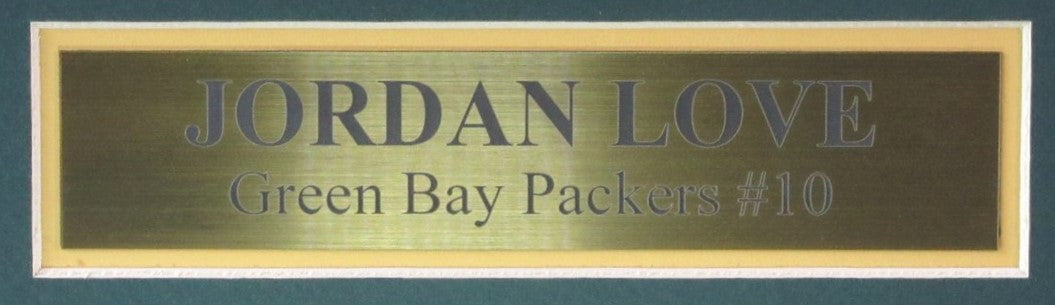 JORDAN LOVE
Green Bay Packers #10